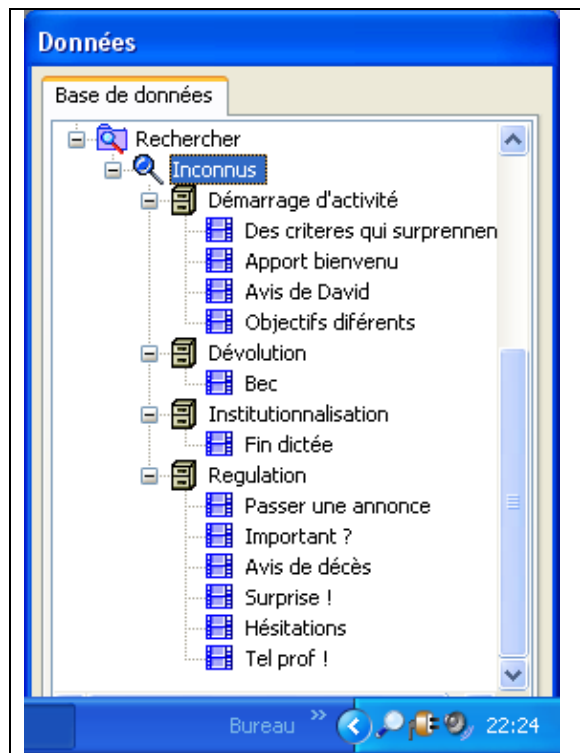 Données
Base de données
Rechercher
Inconnus
Démarrage d'activité
Des criteres qui surprennen
Apport bienvenu
Avis de David
Objectifs diférents
Dévolution
Bec
Institutionnalisation
Fin dictée
Regulation
Passer une annonce
Important ?
Avis de décès
Surprise !
Hésitations
Tel prof !
Bureau » 22:24